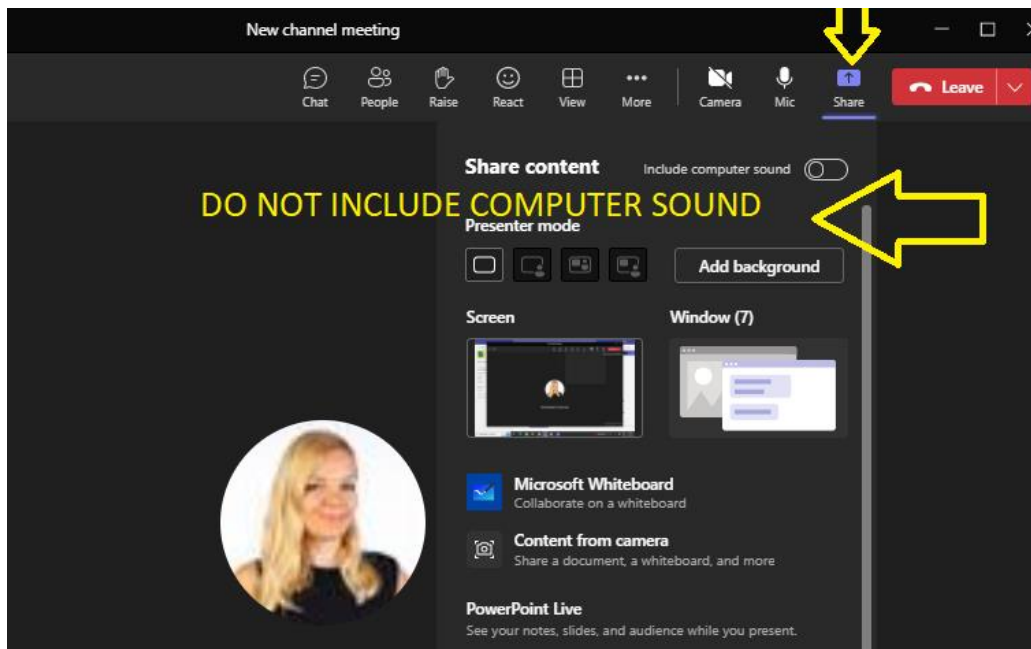 New channel meeting
Chat People Raise React View More Camera Mic Share Leave
Share content Include computer sound
DO NOT INCLUDE COMPUTER SOUND
Presenter mode
Add background
Screen Window (7)
Microsoft Whiteboard
Collaborate on a whiteboard
Content from camera
Share a document, a whiteboard, and more
PowerPoint Live
See your notes, slides, and audience while you present.